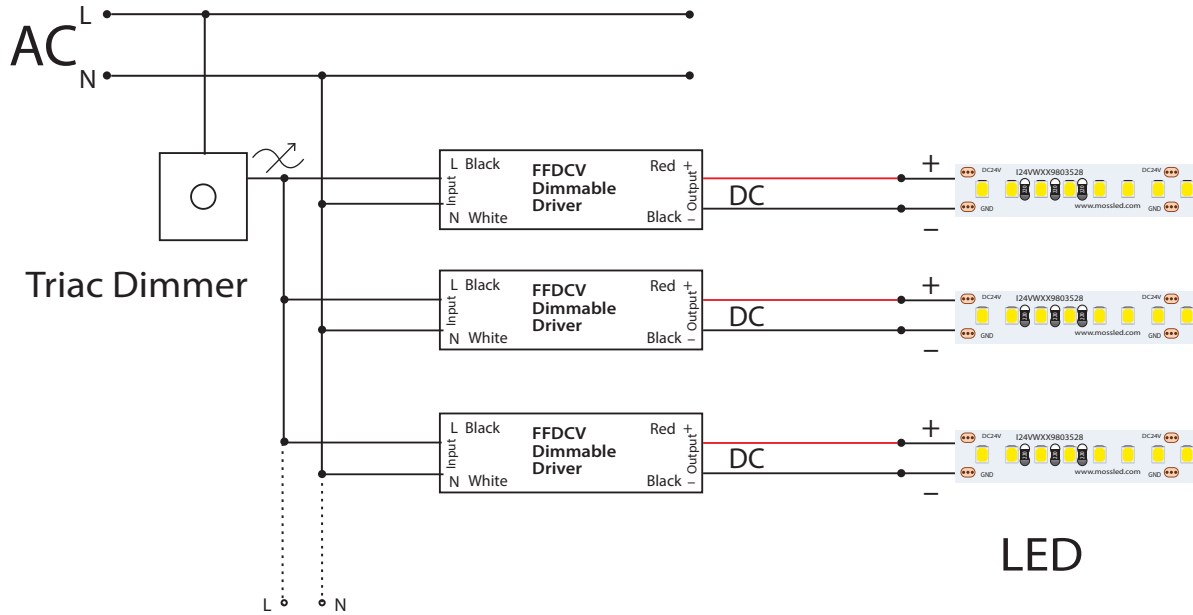 L
AC
N
L Black
Input
N White
FFDCV
Dimmable
Driver
Red +
Output
Black –
DC
+
–
DC24V
I24VWXX9803528
DC24V
GND
www.mossled.com
GND
Triac Dimmer
L Black
Input
N White
FFDCV
Dimmable
Driver
Red +
Output
Black –
DC
+
–
DC24V
I24VWXX9803528
DC24V
GND
www.mossled.com
GND
L Black
Input
N White
FFDCV
Dimmable
Driver
Red +
Output
Black –
DC
+
–
DC24V
I24VWXX9803528
DC24V
GND
www.mossled.com
GND
LED
L
N